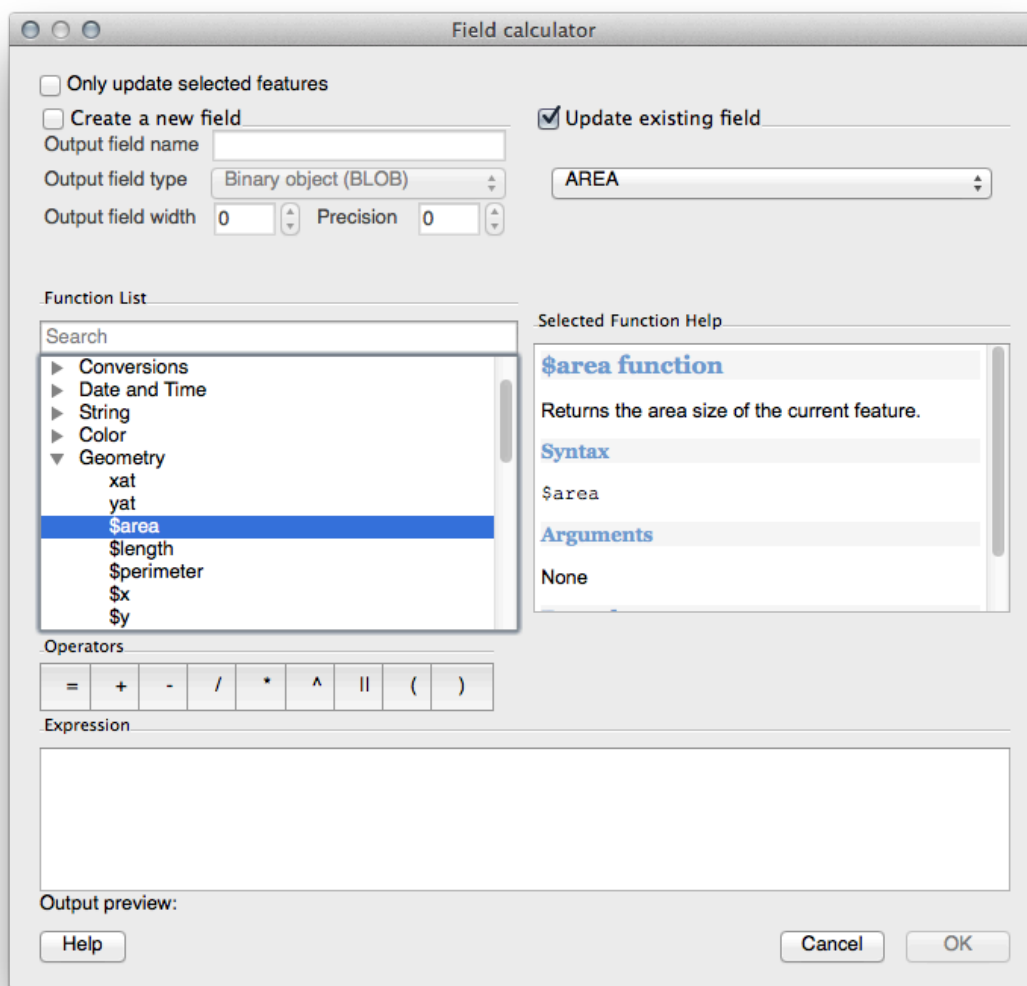 Field calculator
Only update selected features
Create a new field
Update existing field
Output field name
Output field type Binary object (BLOB)
AREA
Output field width 0 Precision 0
Function List
Search
Conversions
Date and Time
String
Color
Geometry
xat
yat
$area
$length
$perimeter
$x
$y
Selected Function Help
$area function
Returns the area size of the current feature.
Syntax
$area
Arguments
None
Operators
= + - / * ^ || ( )
Expression
Output preview:
Help Cancel OK